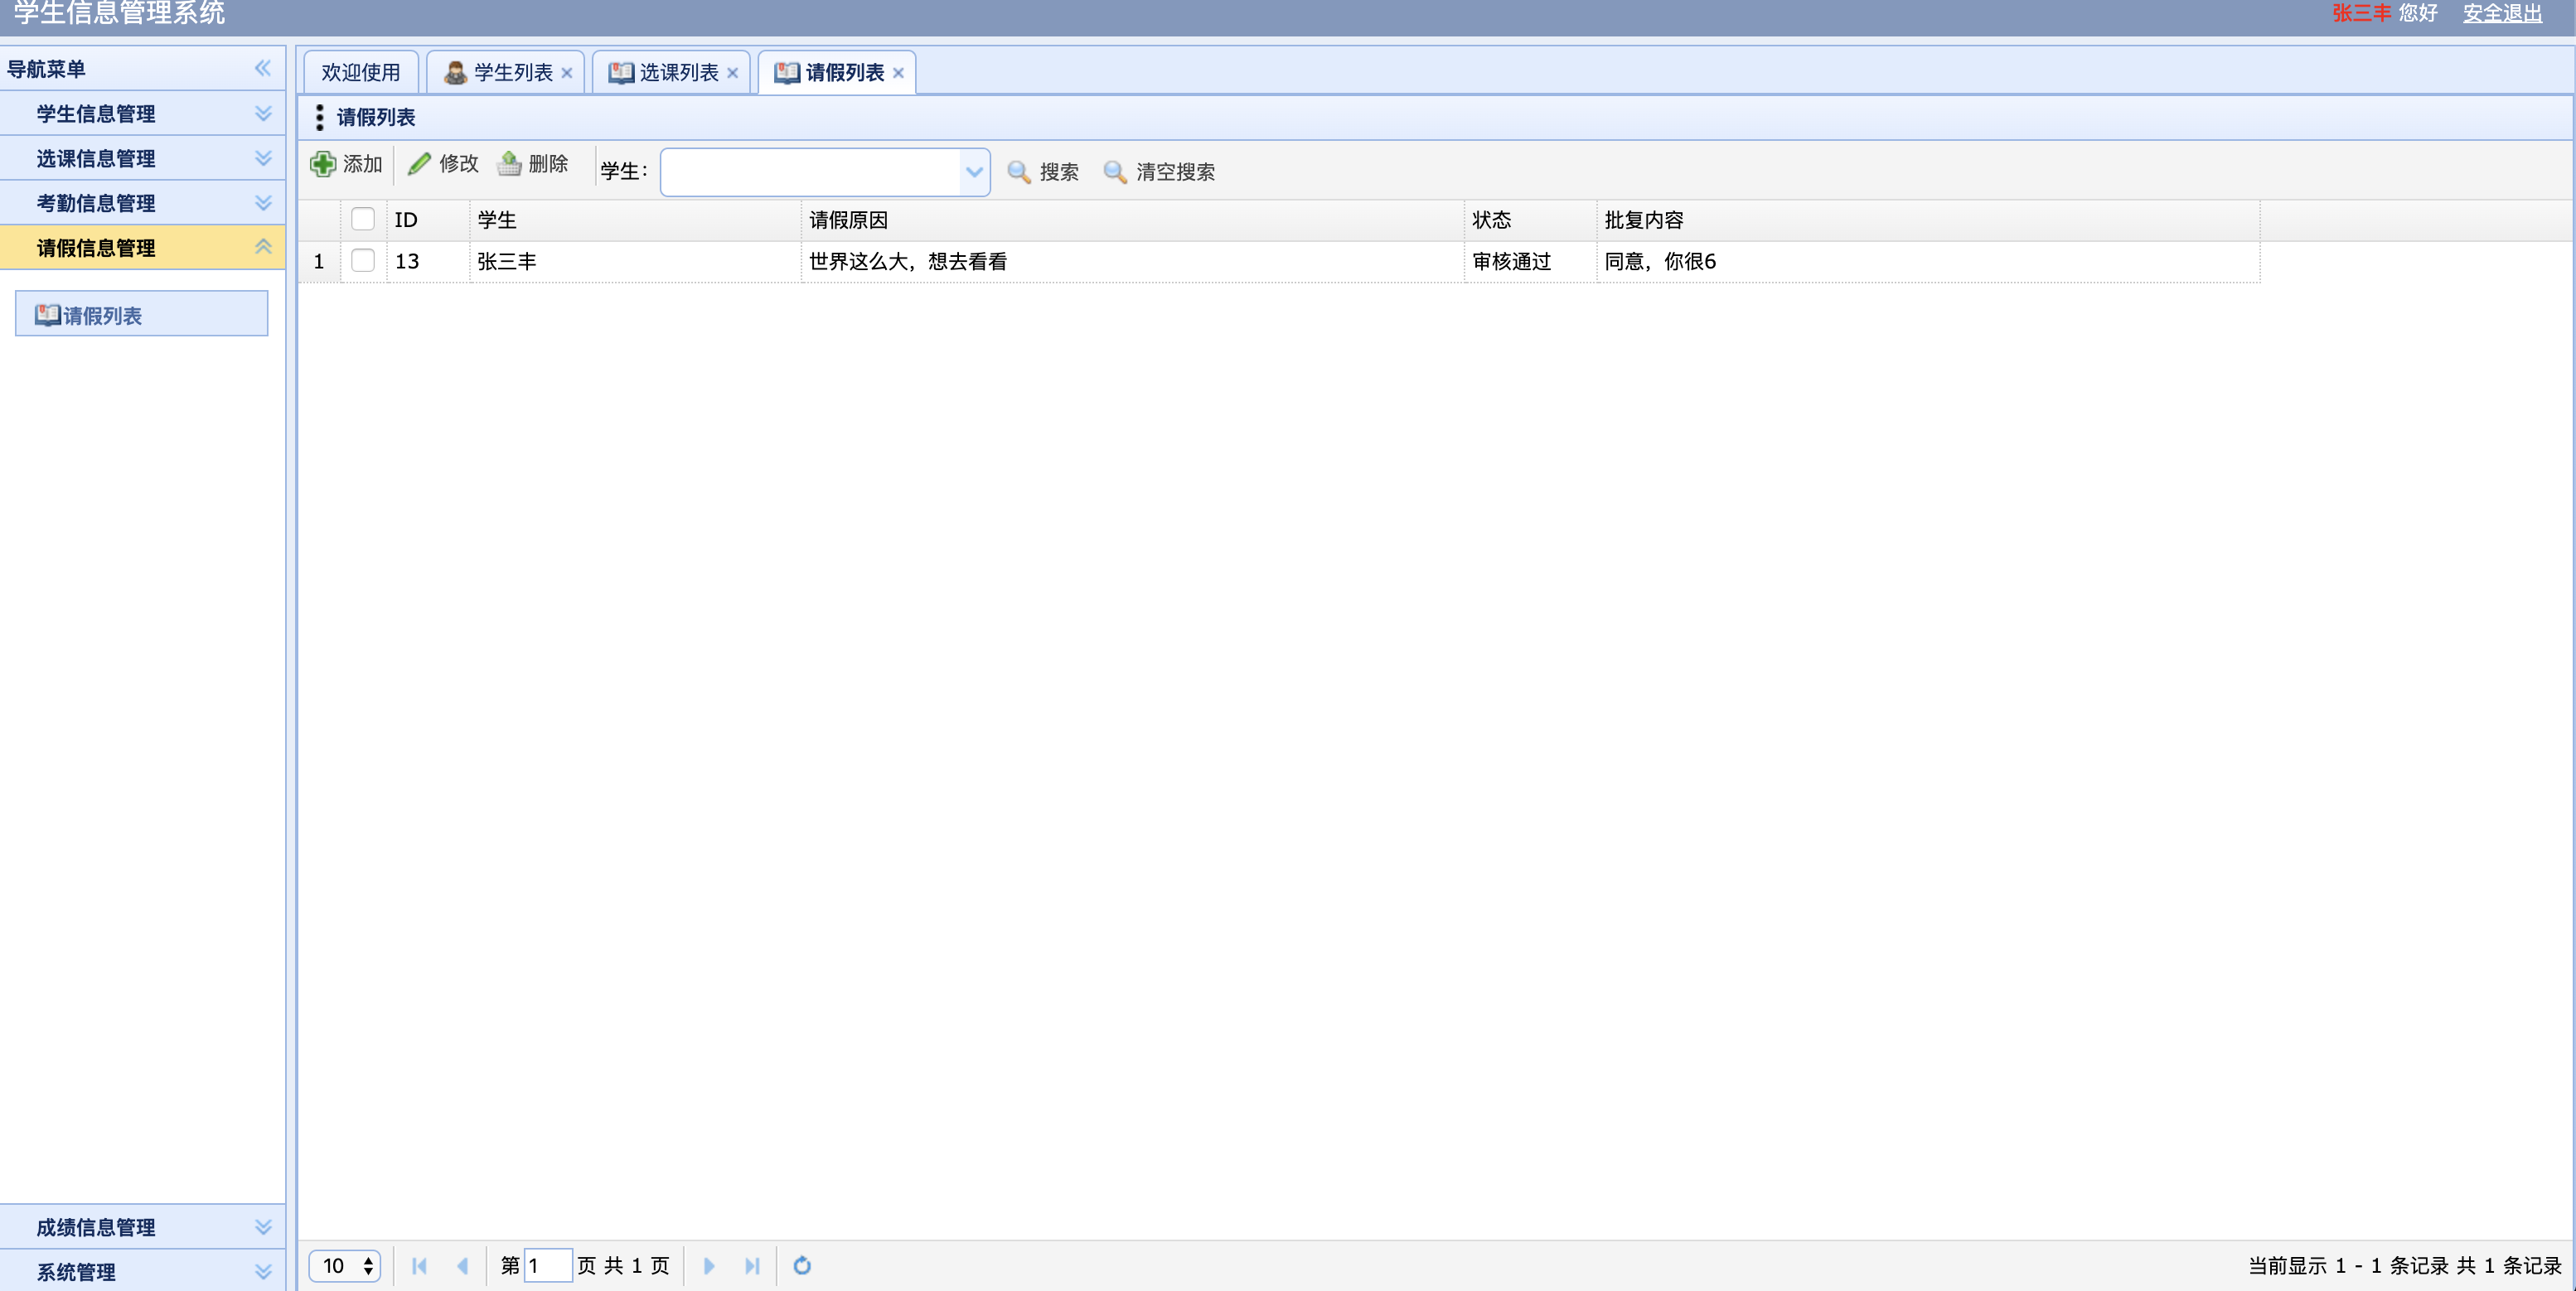 学生信息管理系统
张三丰 您好 安全退出
导航菜单
学生信息管理
选课信息管理
考勤信息管理
请假信息管理
请假列表
成绩信息管理
系统管理
欢迎使用 学生列表 选课列表 请假列表
请假列表
添加 修改 删除 学生： 搜索 清空搜索
ID 学生 请假原因 状态 批复内容
1 13 张三丰 世界这么大，想去看看 审核通过 同意，你很6
10 第 1 页 共 1 页 当前显示 1 - 1 条记录 共 1 条记录